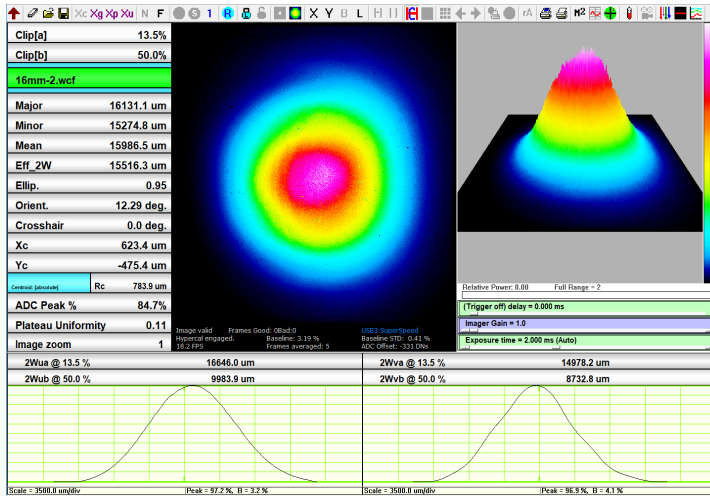 Xc Xg Xp Xu N F S 1 R X Y B L H rA M²
Clip[a] 13.5%
Clip[b] 50.0%
16mm-2.wcf
Major 16131.1 um
Minor 15274.8 um
Mean 15986.5 um
Eff_2W 15516.3 um
Ellip. 0.95
Orient. 12.29 deg.
Crosshair 0.0 deg.
Xc 623.4 um
Yc -475.4 um
Centroid: [absolute] Rc 783.9 um
ADC Peak % 84.7%
Plateau Uniformity 0.11
Image zoom 1
Image valid Frames Good: 0Bad:0 USB3:SuperSpeed
Hypercal engaged. Baseline: 3.19 % Baseline STD: 0.41 %
18.2 FPS Frames averaged: 5 ADC Offset: -331 DNs
Relative Power: 0.00 Full Range = 2
(Trigger off) delay = 0.000 ms
Imager Gain = 1.0
Exposure time = 2.000 ms (Auto)
2Wua @ 13.5 % 16646.0 um
2Wub @ 50.0 % 9983.9 um
2Wva @ 13.5 % 14978.2 um
2Wvb @ 50.0 % 8732.8 um
Scale = 3500.0 um/div Peak = 97.2 %, B = 3.2 %
Scale = 3500.0 um/div Peak = 96.9 %, B = 4.1 %